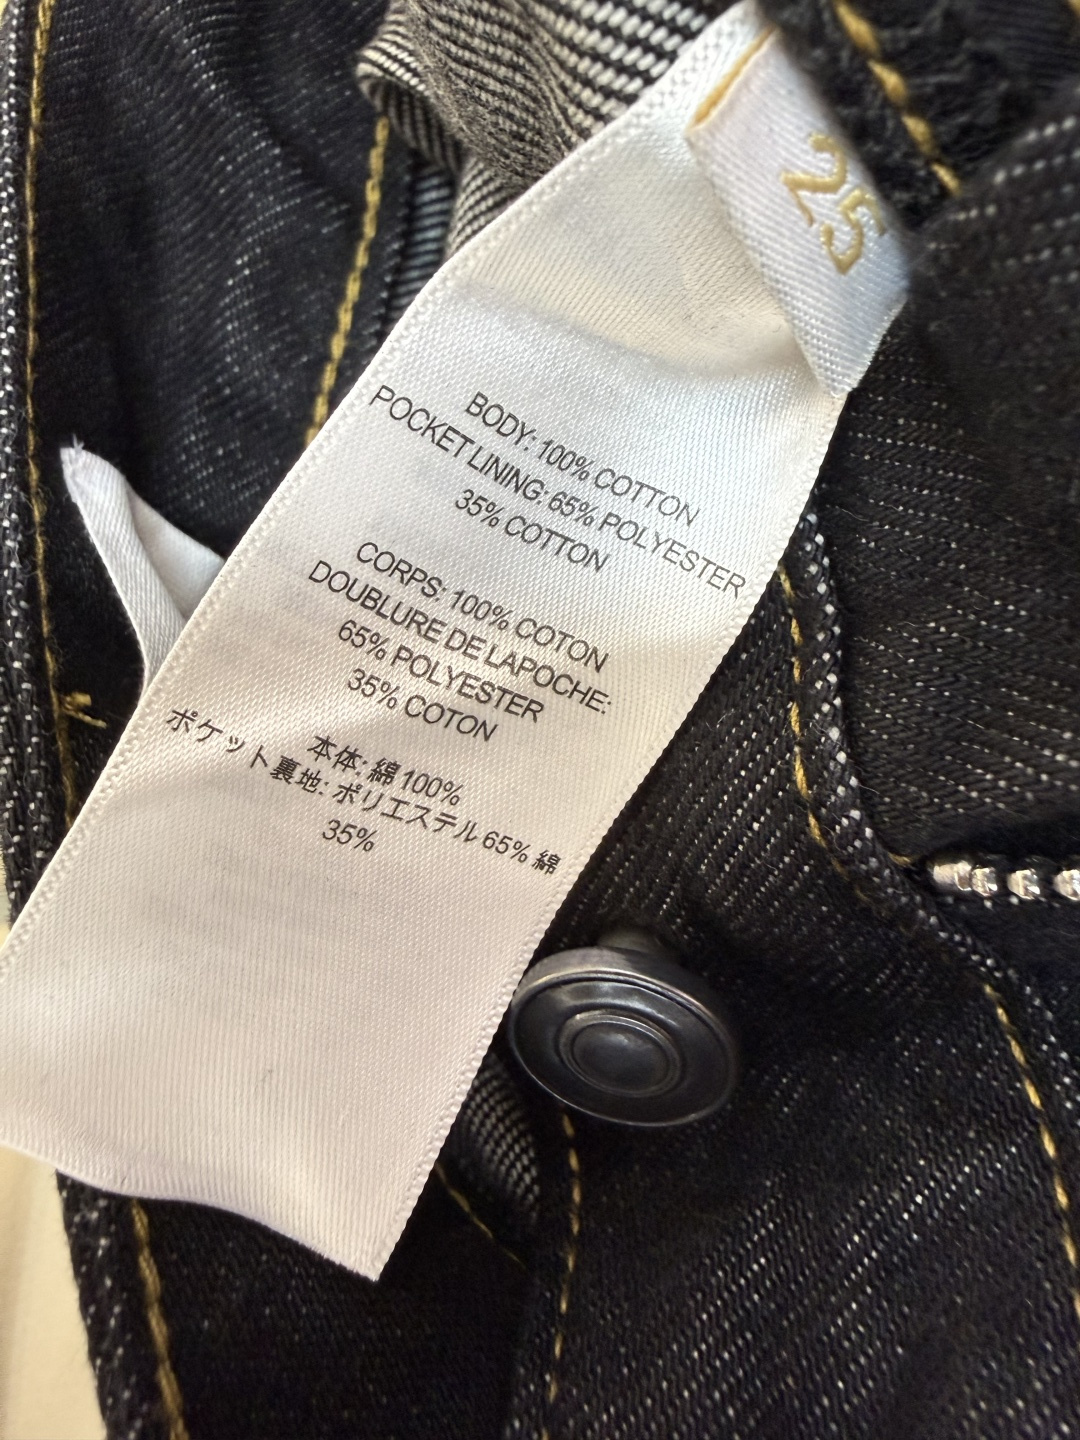 25
BODY: 100% COTTON
POCKET LINING: 65% POLYESTER
35% COTTON
CORPS: 100% COTON
DOUBLURE DE LAPOCHE:
65% POLYESTER
35% COTON
本体: 綿 100%
ポケット裏地: ポリエステル 65% 綿
35%